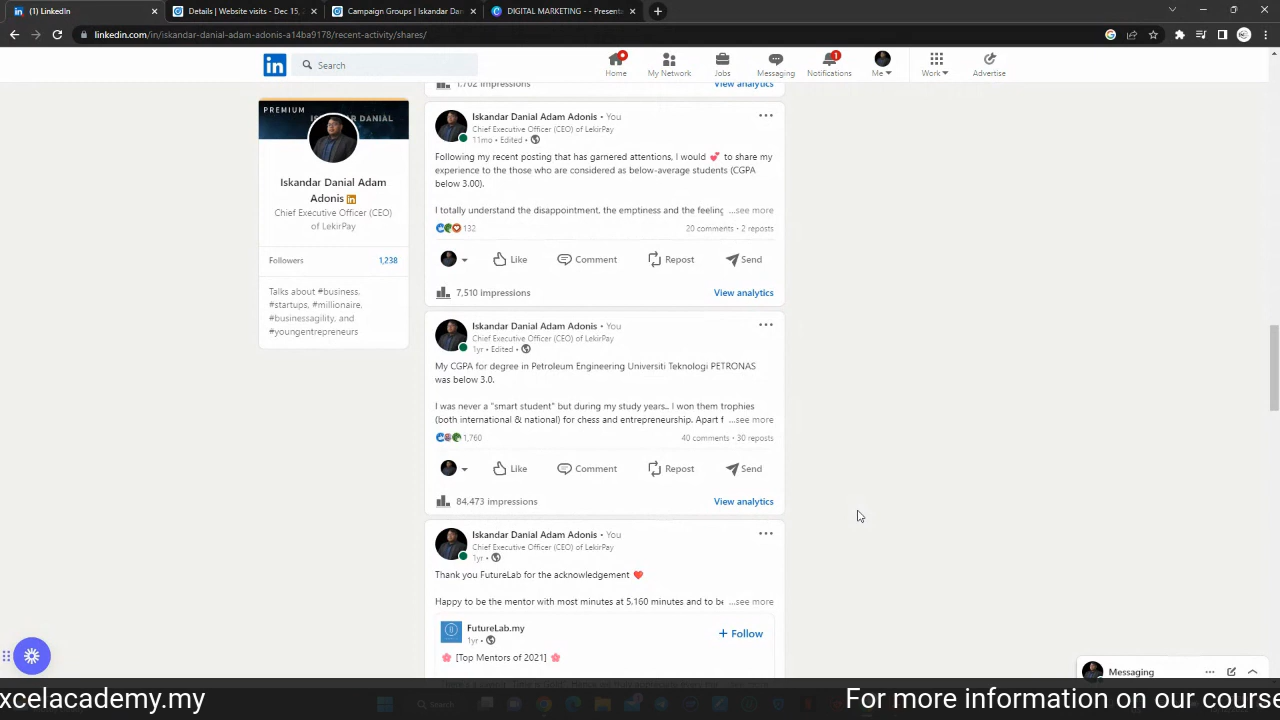 (1) LinkedIn
Details | Website visits - Dec 15,
Campaign Groups | Iskandar Dan
DIGITAL MARKETING - - Presenta
linkedin.com/in/iskandar-danial-adam-adonis-a14ba9178/recent-activity/shares/
in
Search
Home
My Network
Jobs
Messaging
1
Notifications
Me
Work
Advertise
1,702 impressions
View analytics
PREMIUM
ISKANDAR DANIAL
Iskandar Danial Adam
Adonis in
Chief Executive Officer (CEO)
of LekirPay
Followers
1,238
Talks about #business,
#startups, #millionaire,
#businessagility, and
#youngentrepreneurs
Iskandar Danial Adam Adonis • You
Chief Executive Officer (CEO) of LekirPay
11mo • Edited •
Following my recent posting that has garnered attentions, I would 💕 to share my
experience to the those who are considered as below-average students (CGPA
below 3.00).
I totally understand the disappointment, the emptiness and the feeling ...see more
132
20 comments • 2 reposts
Like
Comment
Repost
Send
7,510 impressions
View analytics
Iskandar Danial Adam Adonis • You
Chief Executive Officer (CEO) of LekirPay
1yr • Edited •
My CGPA for degree in Petroleum Engineering Universiti Teknologi PETRONAS
was below 3.0.
I was never a "smart student" but during my study years.. I won them trophies
(both international & national) for chess and entrepreneurship. Apart f ...see more
1,760
40 comments • 30 reposts
Like
Comment
Repost
Send
84,473 impressions
View analytics
Iskandar Danial Adam Adonis • You
Chief Executive Officer (CEO) of LekirPay
1yr •
Thank you FutureLab for the acknowledgement ❤️
Happy to be the mentor with most minutes at 5,160 minutes and to be ...see more
FutureLab.my
1yr •
+ Follow
🌸 [Top Mentors of 2021] 🌸
Messaging
xcelacademy.my
Search
For more information on our course